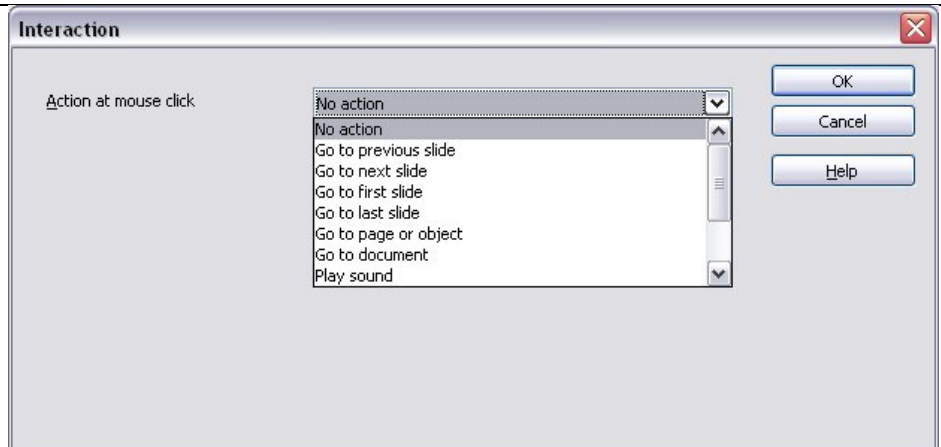 Interaction
Action at mouse click
No action
No action
Go to previous slide
Go to next slide
Go to first slide
Go to last slide
Go to page or object
Go to document
Play sound
OK
Cancel
Help